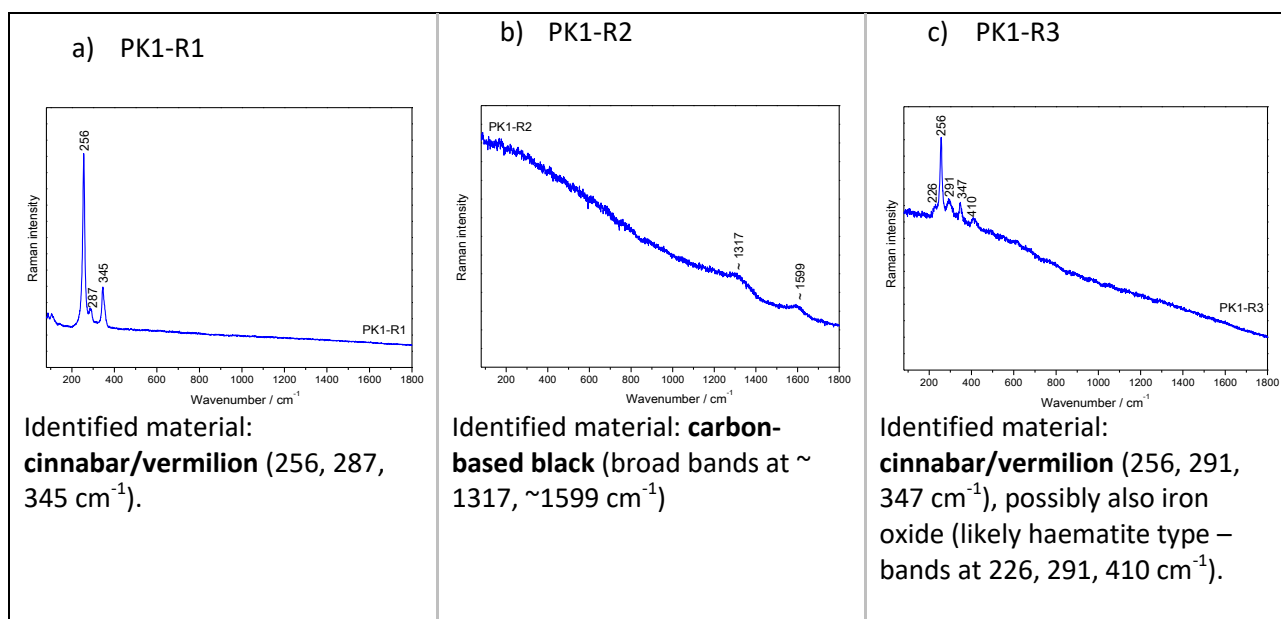 a) PK1-R1
256
287
345
PK1-R1
Raman intensity
200 400 600 800 1000 1200 1400 1600 1800
Wavenumber / cm⁻¹
Identified material:
cinnabar/vermilion (256, 287,
345 cm⁻¹).
b) PK1-R2
PK1-R2
~ 1317
~ 1599
Raman intensity
200 400 600 800 1000 1200 1400 1600 1800
Wavenumber / cm⁻¹
Identified material: carbon-
based black (broad bands at ~
1317, ~1599 cm⁻¹)
c) PK1-R3
226
256
291
347
410
PK1-R3
Raman intensity
200 400 600 800 1000 1200 1400 1600 1800
Wavenumber / cm⁻¹
Identified material:
cinnabar/vermilion (256, 291,
347 cm⁻¹), possibly also iron
oxide (likely haematite type –
bands at 226, 291, 410 cm⁻¹).